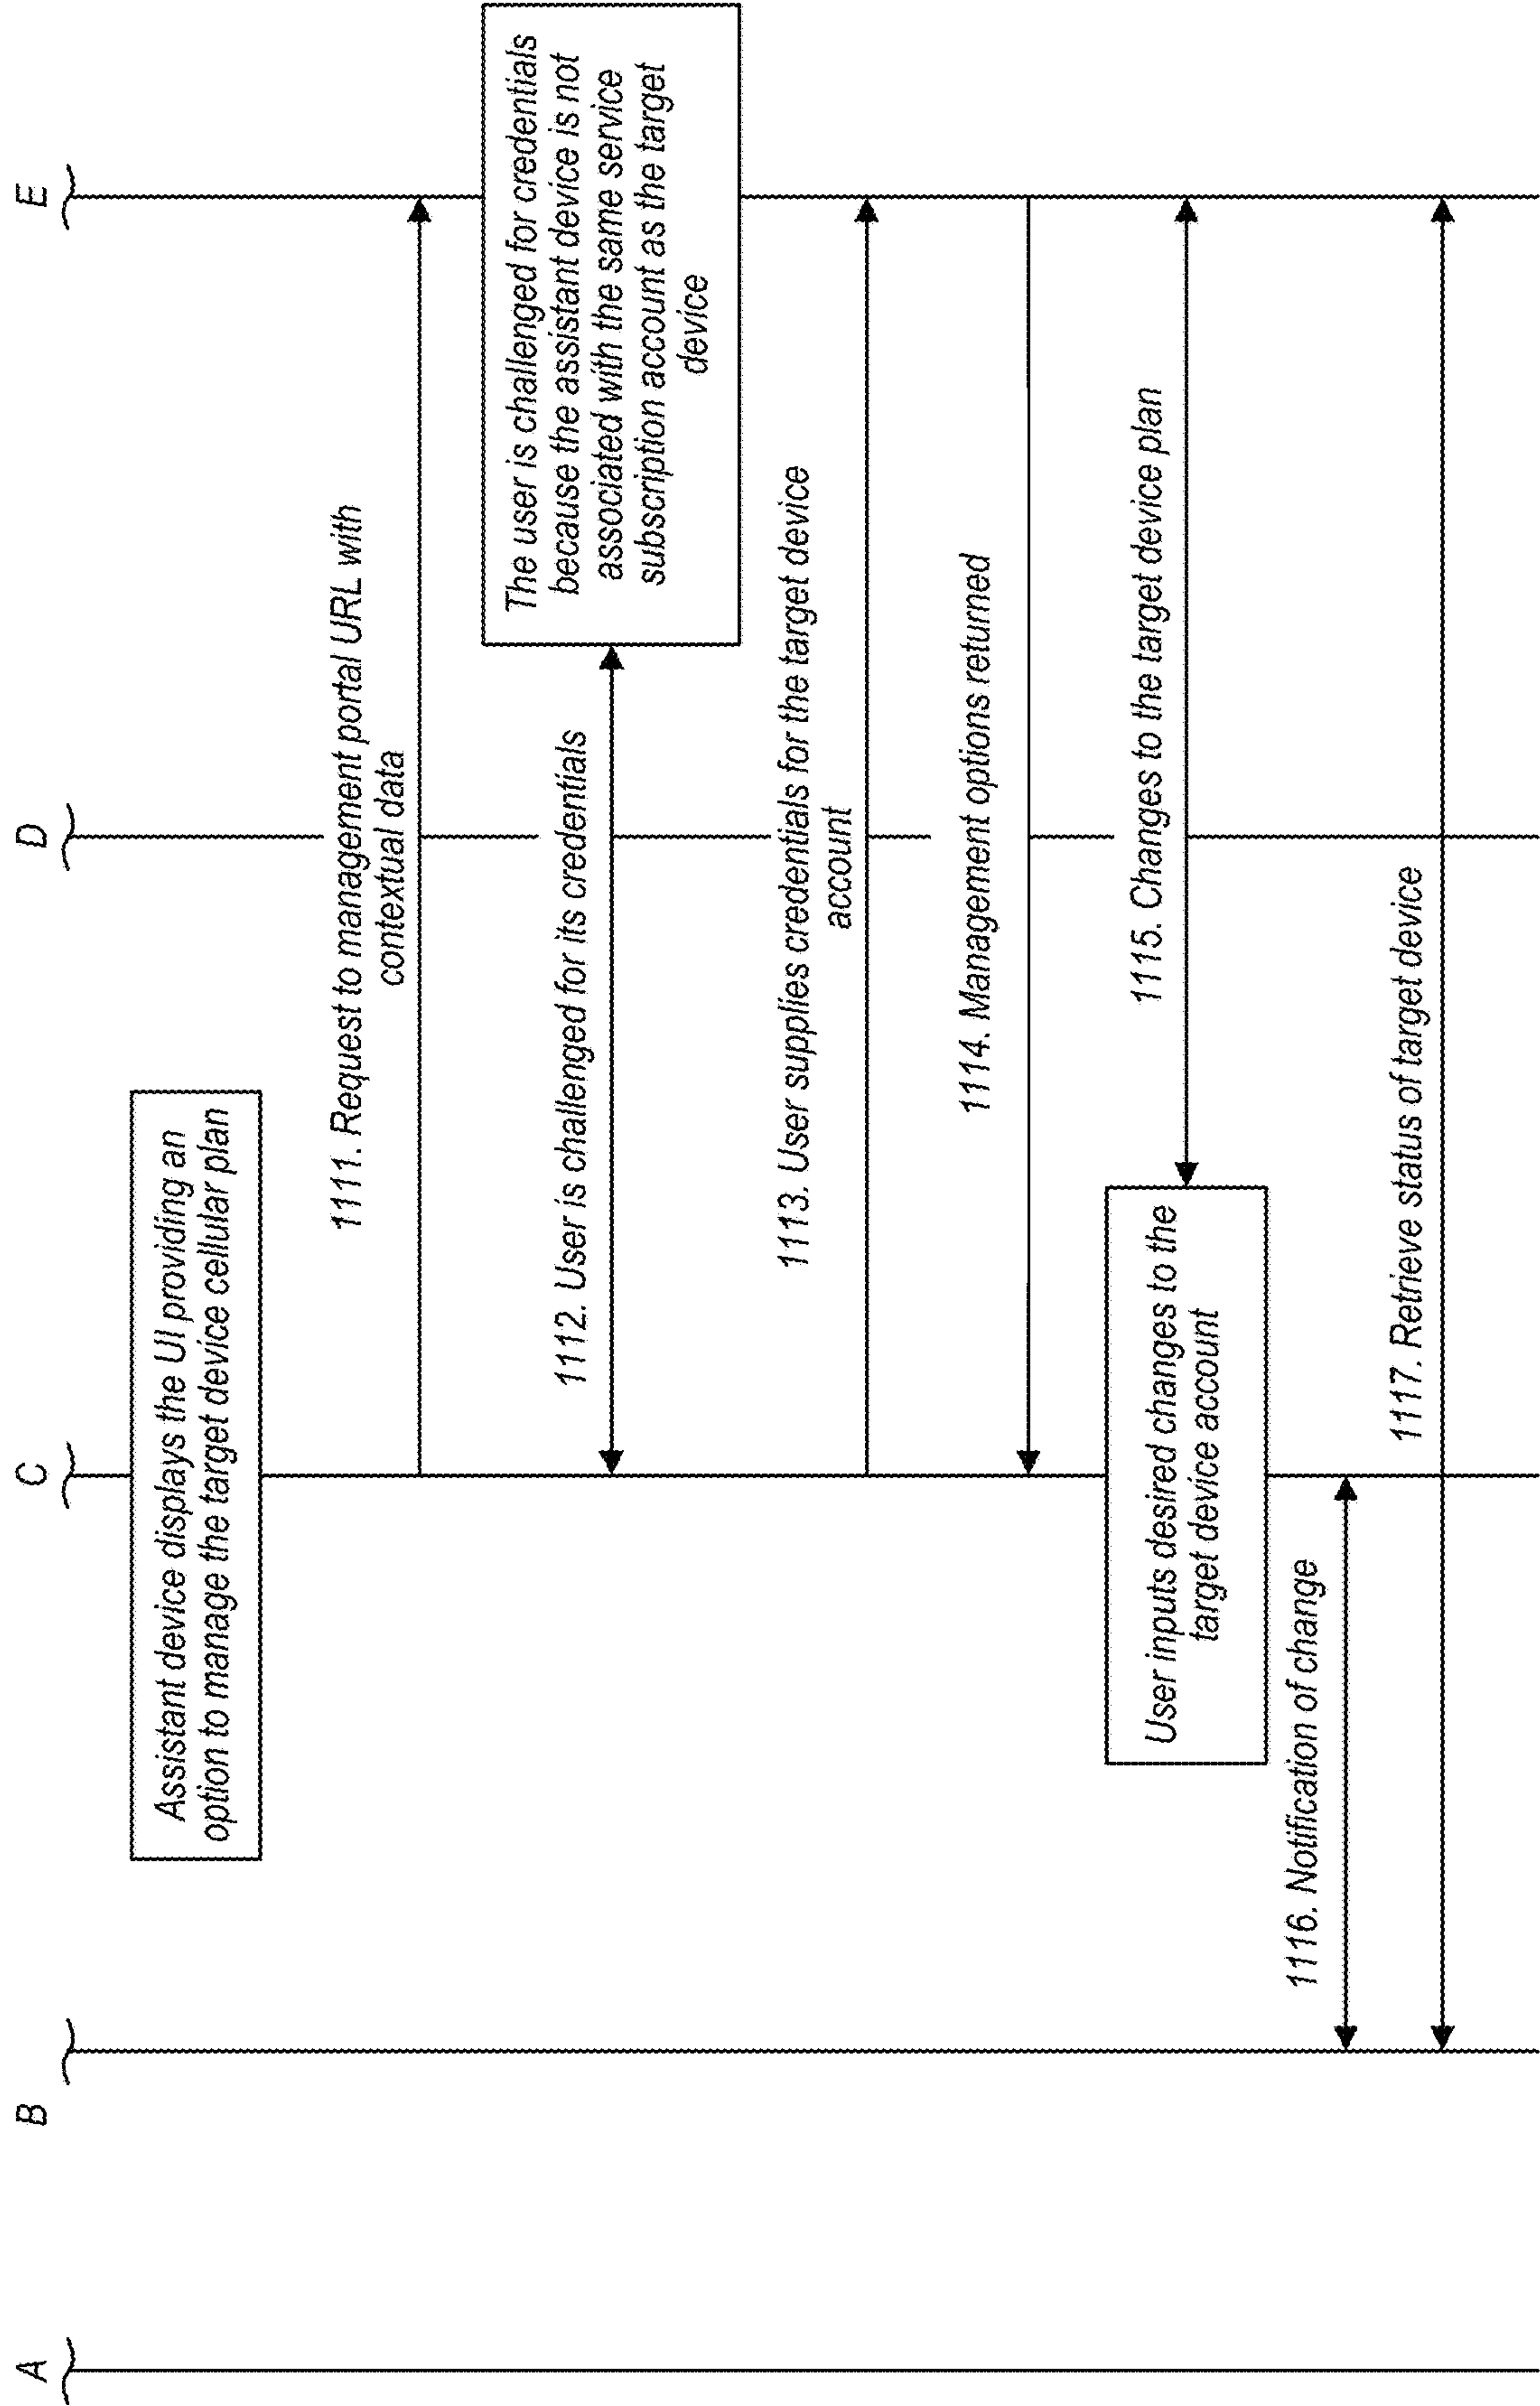 A
B
C
D
E
Assistant device displays the UI providing an
option to manage the target device cellular plan
1111. Request to management portal URL with
contextual data
The user is challenged for credentials
because the assistant device is not
associated with the same service
subscription account as the target
device
1112. User is challenged for its credentials
1113. User supplies credentials for the target device
account
1114. Management options returned
1115. Changes to the target device plan
User inputs desired changes to the
target device account
1116. Notification of change
1117. Retrieve status of target device